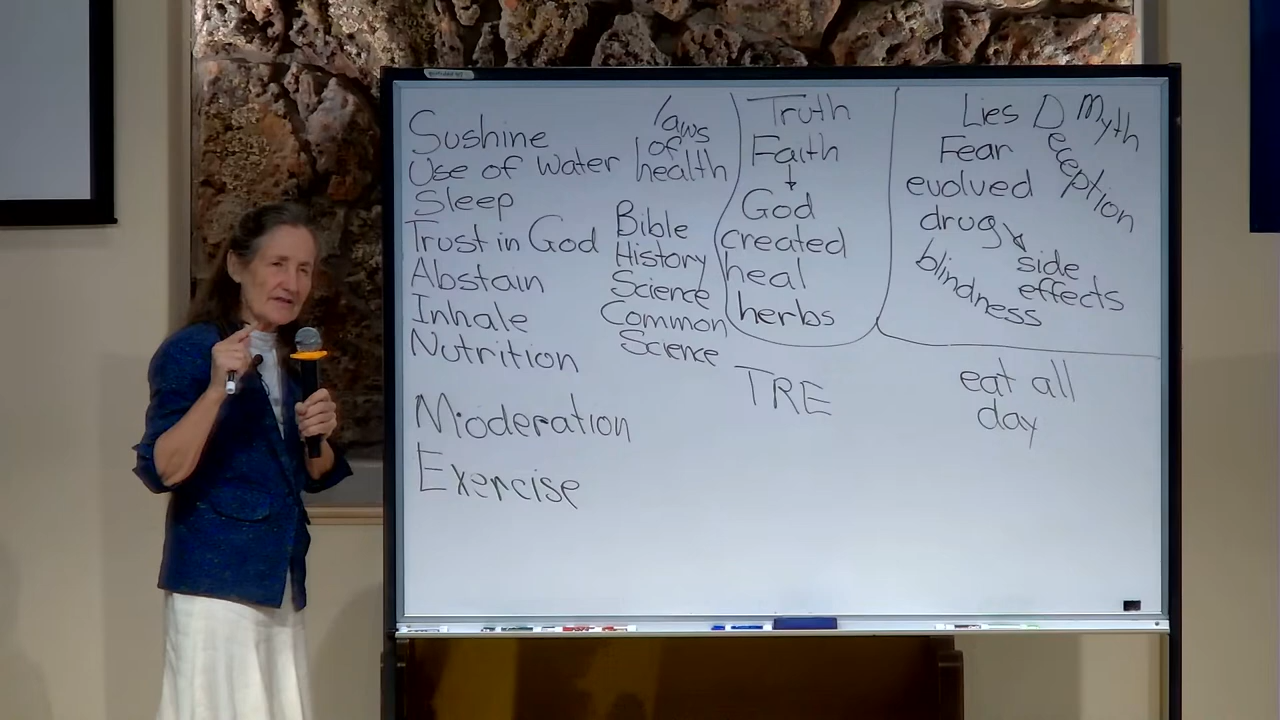 Sushine
Use of water
Sleep
Trust in God
Abstain
Inhale
Nutrition
Moderation
Exercise
laws
of
health
Bible
History
Science
Common
Science
Truth
Faith
↓
God
created
heal
herbs
TRE
Lies Deception Myth
Fear
evolved
drug
side
effects
blindness
eat all
day